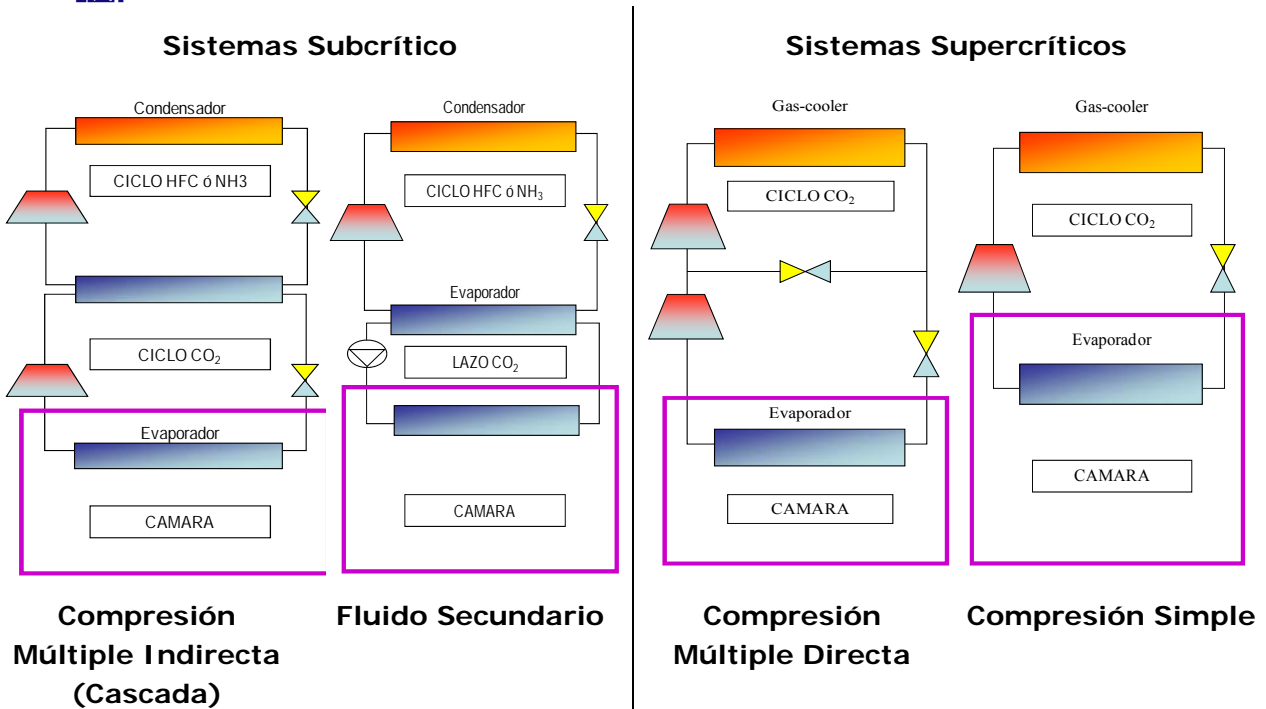 Sistemas Subcrítico
Condensador
CICLO HFC ó NH3
CICLO CO₂
Evaporador
CAMARA
Compresión
Múltiple Indirecta
(Cascada)
Condensador
CICLO HFC ó NH₃
Evaporador
LAZO CO₂
CAMARA
Fluido Secundario
Sistemas Supercríticos
Gas-cooler
CICLO CO₂
Evaporador
CAMARA
Compresión
Múltiple Directa
Gas-cooler
CICLO CO₂
Evaporador
CAMARA
Compresión Simple